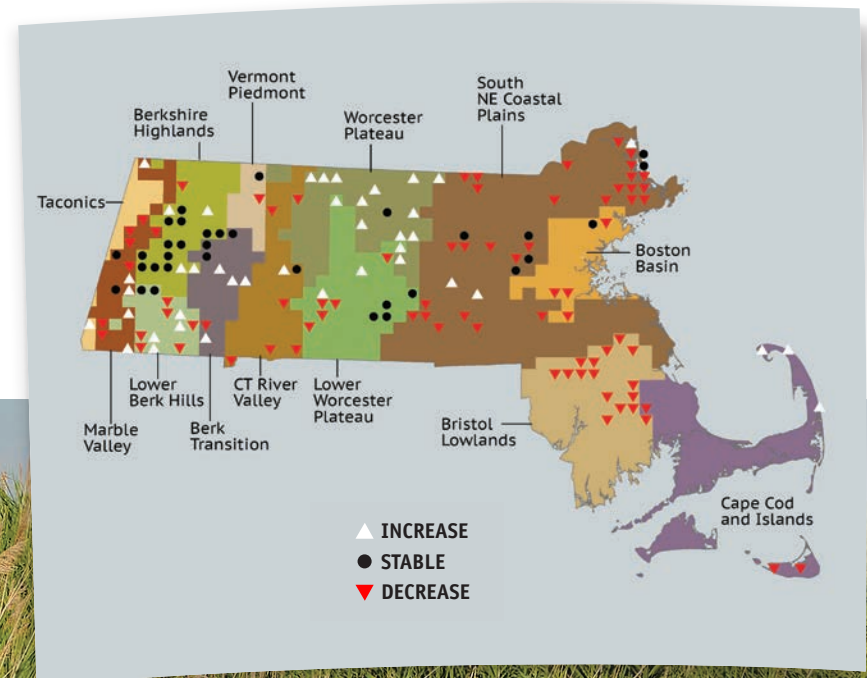 Vermont
Piedmont
South
NE Coastal
Plains
Berkshire
Highlands
Worcester
Plateau
Taconics
Boston
Basin
Marble
Valley
Lower
Berk Hills
Berk
Transition
CT River
Valley
Lower
Worcester
Plateau
Bristol
Lowlands
Cape Cod
and Islands
INCREASE
STABLE
DECREASE